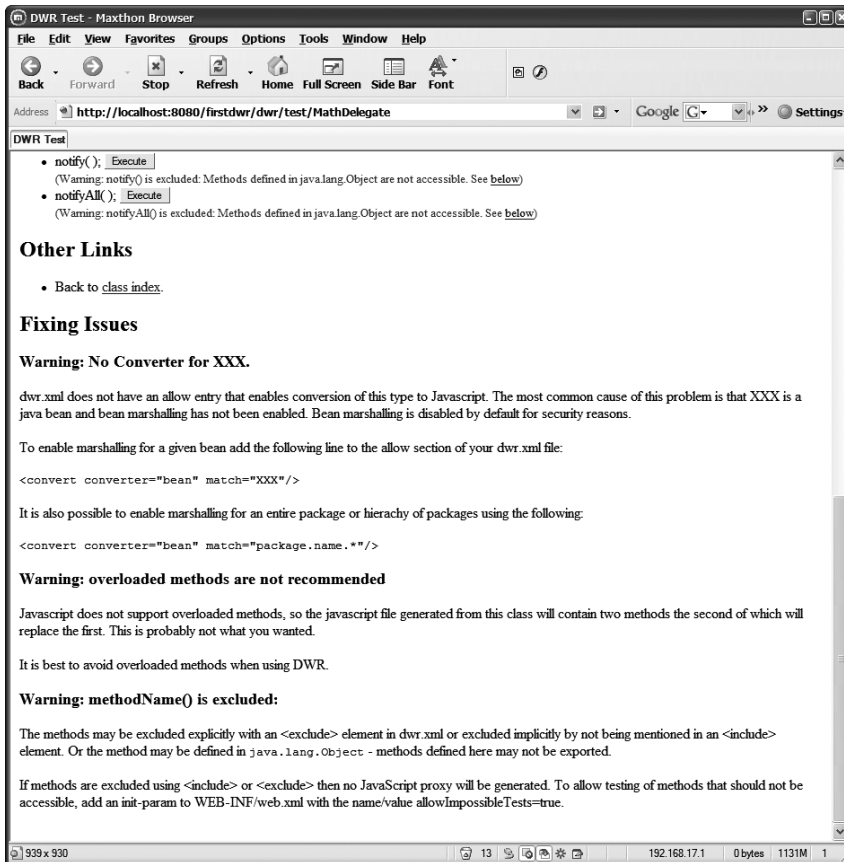 DWR Test - Maxthon Browser
File Edit View Favorites Groups Options Tools Window Help
Back Forward Stop Refresh Home Full Screen Side Bar Font
Address http://localhost:8080/firstdwr/dwr/test/MathDelegate Google G Settings
DWR Test
• notify( ); Execute
(Warning: notify() is excluded: Methods defined in java.lang.Object are not accessible. See below)
• notifyAll( ); Execute
(Warning: notifyAll() is excluded: Methods defined in java.lang.Object are not accessible. See below)
Other Links
• Back to class index.
Fixing Issues
Warning: No Converter for XXX.
dwr.xml does not have an allow entry that enables conversion of this type to Javascript. The most common cause of this problem is that XXX is a
java bean and bean marshalling has not been enabled. Bean marshalling is disabled by default for security reasons.
To enable marshalling for a given bean add the following line to the allow section of your dwr.xml file:
<convert converter="bean" match="XXX"/>
It is also possible to enable marshalling for an entire package or hierachy of packages using the following:
<convert converter="bean" match="package.name.*"/>
Warning: overloaded methods are not recommended
Javascript does not support overloaded methods, so the javascript file generated from this class will contain two methods the second of which will
replace the first. This is probably not what you wanted.
It is best to avoid overloaded methods when using DWR.
Warning: methodName() is excluded:
The methods may be excluded explicitly with an <exclude> element in dwr.xml or excluded implicitly by not being mentioned in an <include>
element. Or the method may be defined in java.lang.Object - methods defined here may not be exported.
If methods are excluded using <include> or <exclude> then no JavaScript proxy will be generated. To allow testing of methods that should not be
accessible, add an init-param to WEB-INF/web.xml with the name/value allowImpossibleTests=true.
939 x 930 13 192.168.17.1 0 bytes 1131M 1